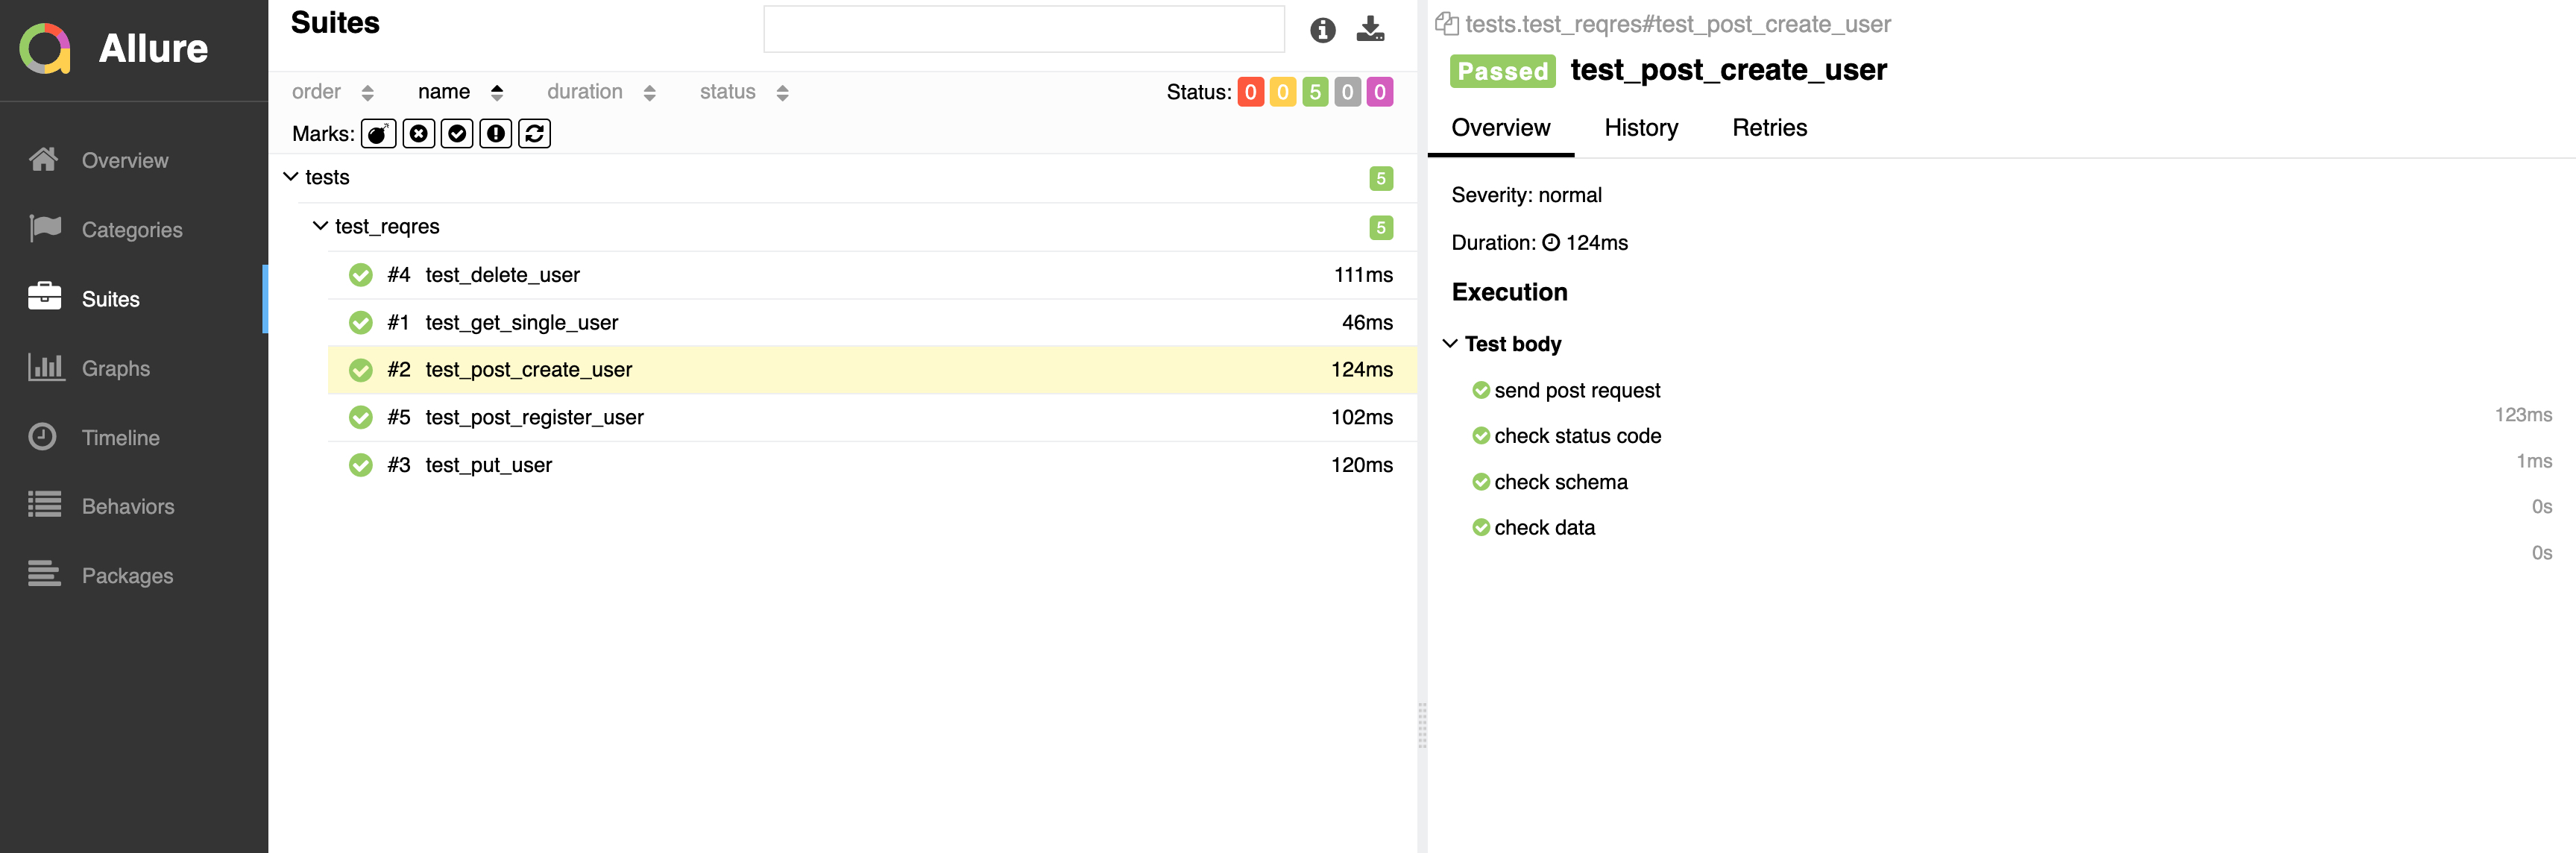 Allure
Overview
Categories
Suites
Graphs
Timeline
Behaviors
Packages
Suites
order name duration status
Status: 0 0 5 0 0
Marks:
tests 5
test_reqres 5
#4 test_delete_user 111ms
#1 test_get_single_user 46ms
#2 test_post_create_user 124ms
#5 test_post_register_user 102ms
#3 test_put_user 120ms
tests.test_reqres#test_post_create_user
Passed test_post_create_user
Overview History Retries
Severity: normal
Duration: 124ms
Execution
Test body
send post request
123ms
check status code
1ms
check schema
0s
check data
0s